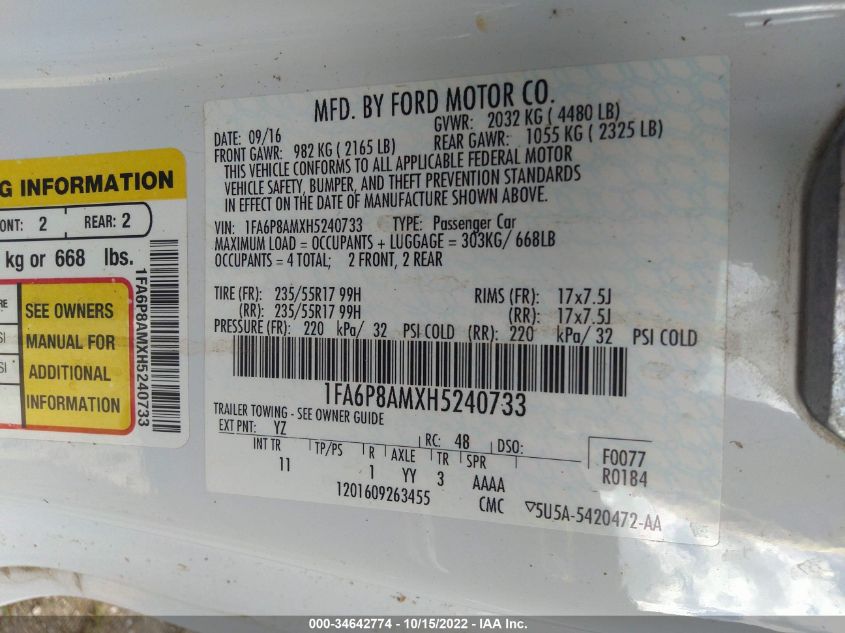 MFD. BY FORD MOTOR CO.
DATE: 09/16 GVWR: 2032 KG ( 4480 LB)
FRONT GAWR: 982 KG ( 2165 LB) REAR GAWR: 1055 KG ( 2325 LB)
THIS VEHICLE CONFORMS TO ALL APPLICABLE FEDERAL MOTOR
VEHICLE SAFETY, BUMPER, AND THEFT PREVENTION STANDARDS
IN EFFECT ON THE DATE OF MANUFACTURE SHOWN ABOVE.
VIN: 1FA6P8AMXH5240733 TYPE: Passenger Car
MAXIMUM LOAD = OCCUPANTS + LUGGAGE = 303KG/ 668LB
OCCUPANTS = 4 TOTAL; 2 FRONT, 2 REAR
TIRE (FR): 235/55R17 99H RIMS (FR): 17x7.5J
(RR): 235/55R17 99H (RR): 17x7.5J
PRESSURE (FR): 220 kPa/ 32 PSI COLD (RR): 220 kPa/ 32 PSI COLD
1FA6P8AMXH5240733
TRAILER TOWING - SEE OWNER GUIDE
EXT PNT: YZ RC: 48 DSO:
INT TR TP/PS R AXLE TR SPR
11 1 YY 3 AAAA
1201609263455 CMC
F0077
R0184
▽5U5A-5420472-AA
G INFORMATION
ONT: 2 REAR: 2
kg or 668 lbs.
RE
SI
SI
SEE OWNERS
MANUAL FOR
ADDITIONAL
INFORMATION
1FA6P8AMXH5240733
000-34642774 - 10/15/2022 - IAA Inc.